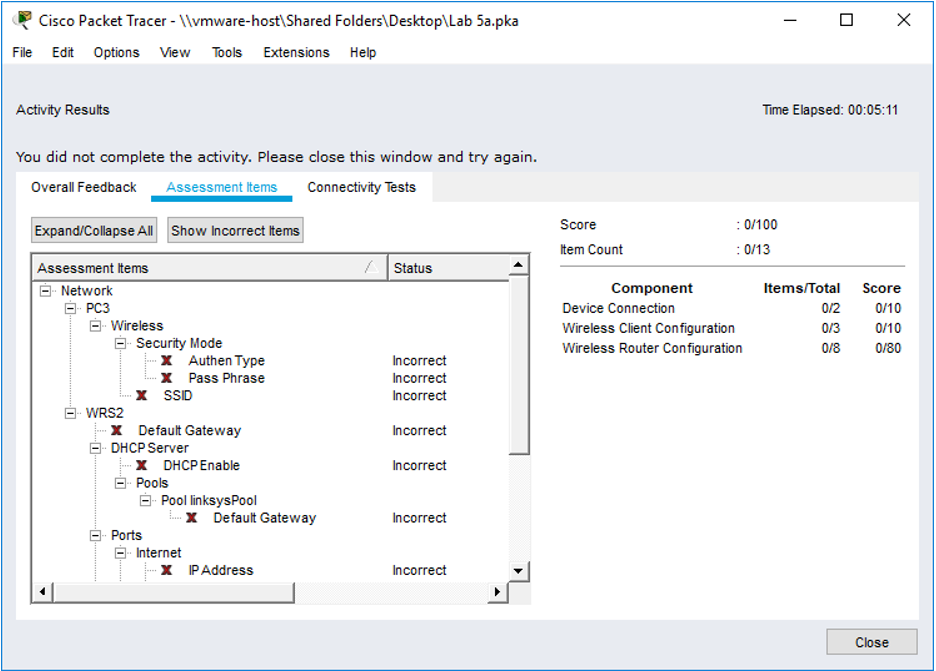 Cisco Packet Tracer - \\vmware-host\Shared Folders\Desktop\Lab 5a.pka
File Edit Options View Tools Extensions Help
Activity Results
Time Elapsed: 00:05:11
You did not complete the activity. Please close this window and try again.
Overall Feedback Assessment Items Connectivity Tests
Expand/Collapse All Show Incorrect Items
Assessment Items Status
Network
PC3
Wireless
Security Mode
Authen Type Incorrect
Pass Phrase Incorrect
SSID Incorrect
WRS2
Default Gateway Incorrect
DHCP Server
DHCP Enable Incorrect
Pools
Pool linksysPool
Default Gateway Incorrect
Ports
Internet
IP Address Incorrect
Score : 0/100
Item Count : 0/13
Component Items/Total Score
Device Connection 0/2 0/10
Wireless Client Configuration 0/3 0/10
Wireless Router Configuration 0/8 0/80
Close